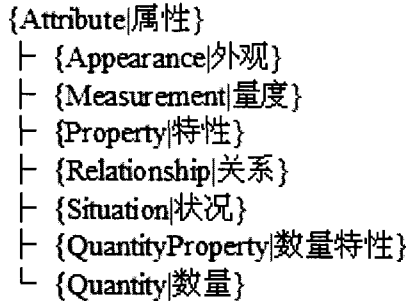 {Attribute|属性}
├ {Appearance|外观}
├ {Measurement|量度}
├ {Property|特性}
├ {Relationship|关系}
├ {Situation|状况}
├ {QuantityProperty|数量特性}
└ {Quantity|数量}